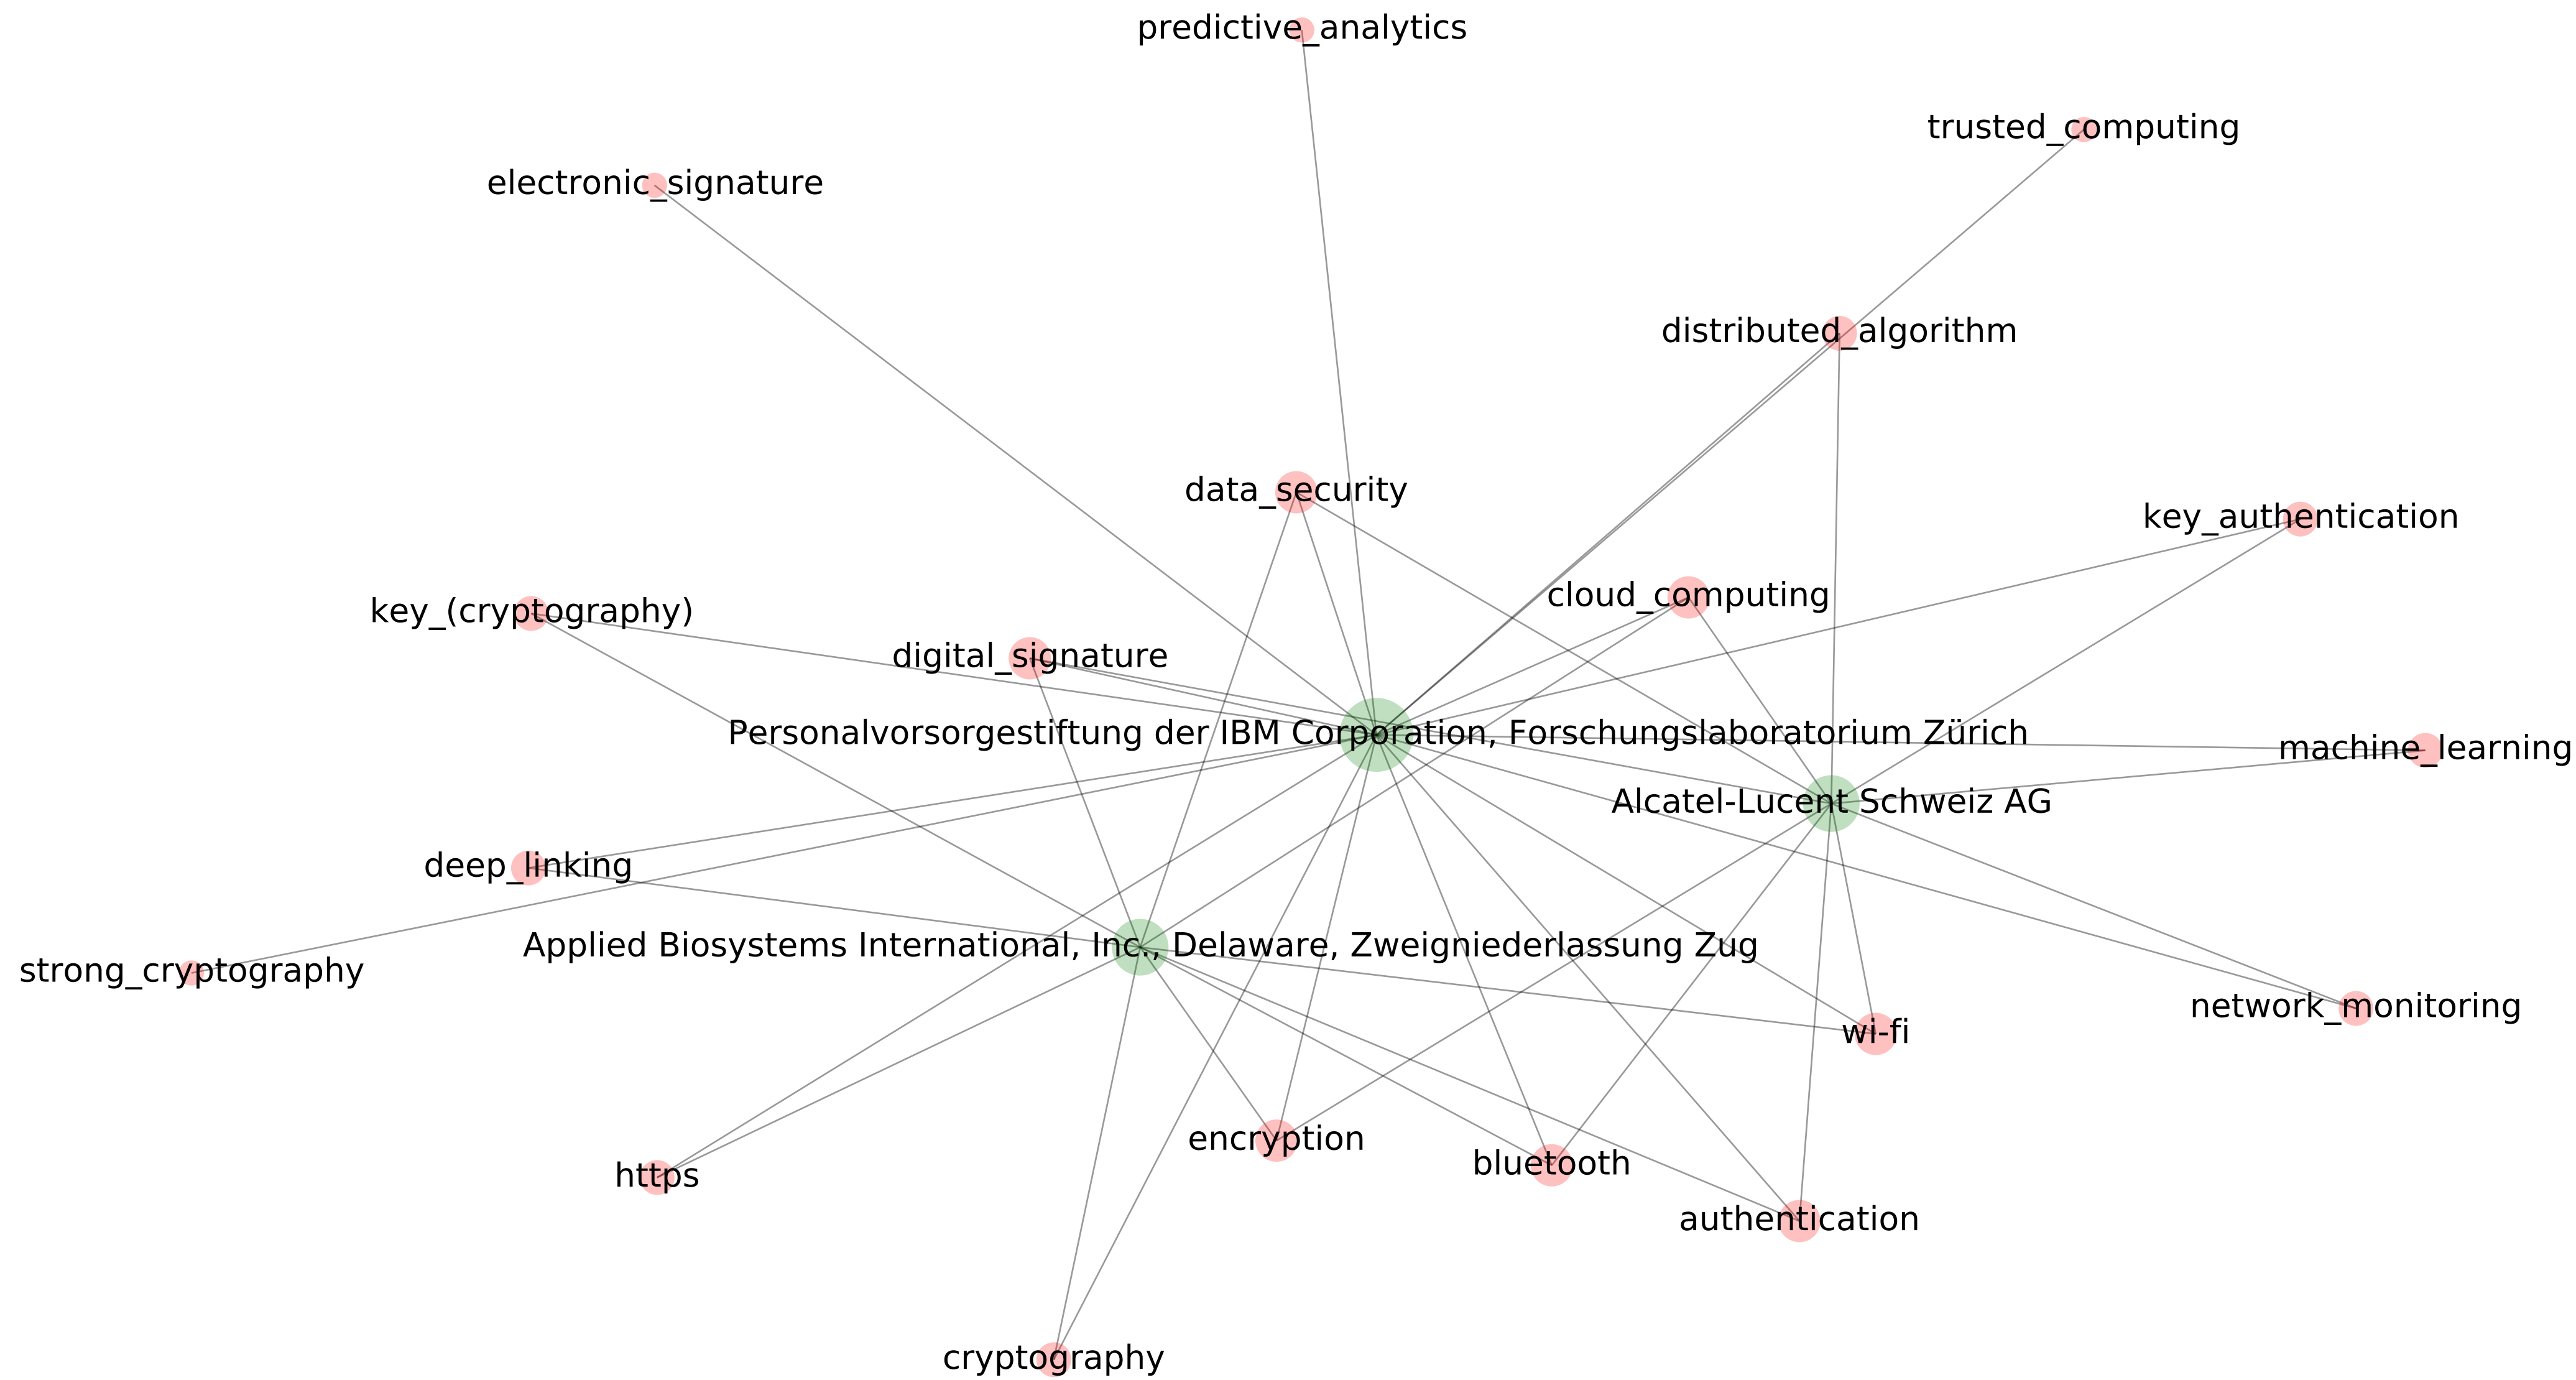 predictive_analytics
trusted_computing
electronic_signature
distributed_algorithm
data_security
key_authentication
cloud_computing
key_(cryptography)
digital_signature
Personalvorsorgestiftung der IBM Corporation, Forschungslaboratorium Zürich
machine_learning
Alcatel-Lucent Schweiz AG
deep_linking
Applied Biosystems International, Inc., Delaware, Zweigniederlassung Zug
strong_cryptography
network_monitoring
wi-fi
encryption
bluetooth
https
authentication
cryptography